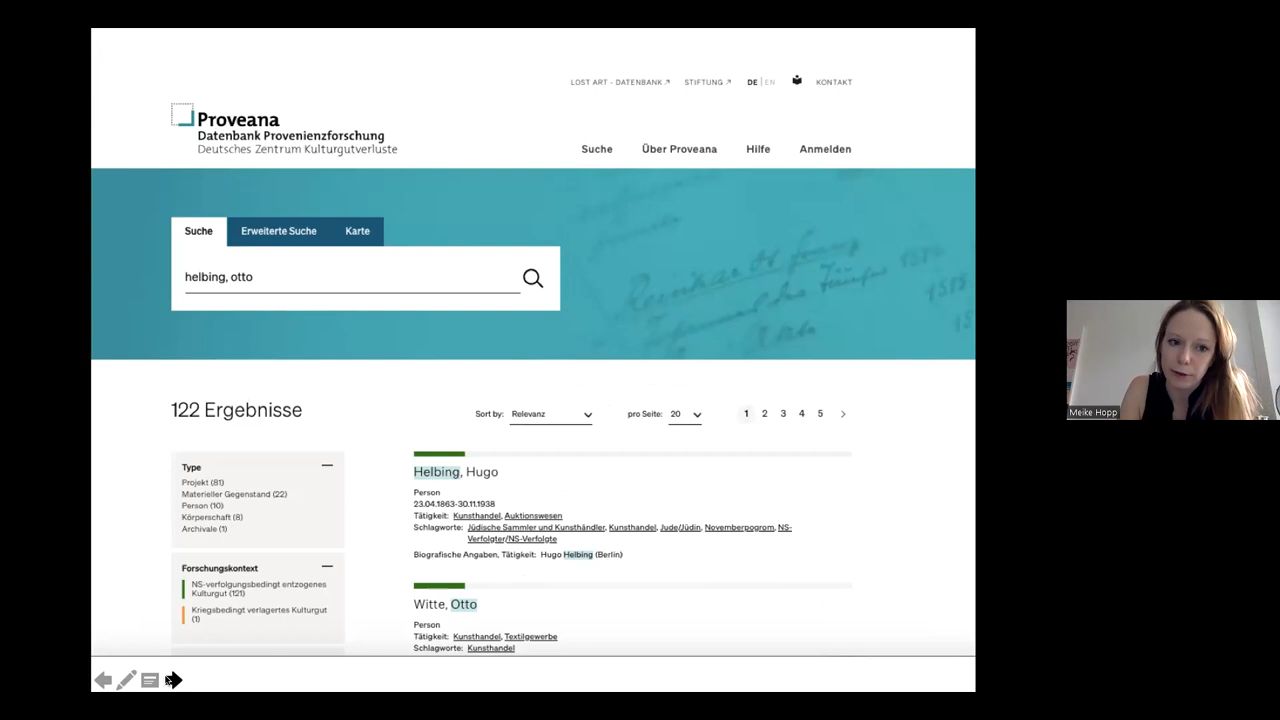 LOST ART - DATENBANK ↗ STIFTUNG ↗ DE | EN KONTAKT
Proveana
Datenbank Provenienzforschung
Deutsches Zentrum Kulturgutverluste
Suche Über Proveana Hilfe Anmelden
Suche Erweiterte Suche Karte
helbing, otto
122 Ergebnisse
Sort by: Relevanz pro Seite: 20 1 2 3 4 5
Type
Projekt (81)
Materieller Gegenstand (22)
Person (10)
Körperschaft (8)
Archivale (1)
Forschungskontext
NS-verfolgungsbedingt entzogenes
Kulturgut (121)
Kriegsbedingt verlagertes Kulturgut
(1)
Helbing, Hugo
Person
23.04.1863-30.11.1938
Tätigkeit: Kunsthandel, Auktionswesen
Schlagworte: Jüdische Sammler und Kunsthändler, Kunsthandel, Jude/Jüdin, Novemberpogrom, NS-
Verfolgter/NS-Verfolgte
Biografische Angaben, Tätigkeit: Hugo Helbing (Berlin)
Witte, Otto
Person
Tätigkeit: Kunsthandel, Textilgewerbe
Schlagworte: Kunsthandel
Meike Hopp